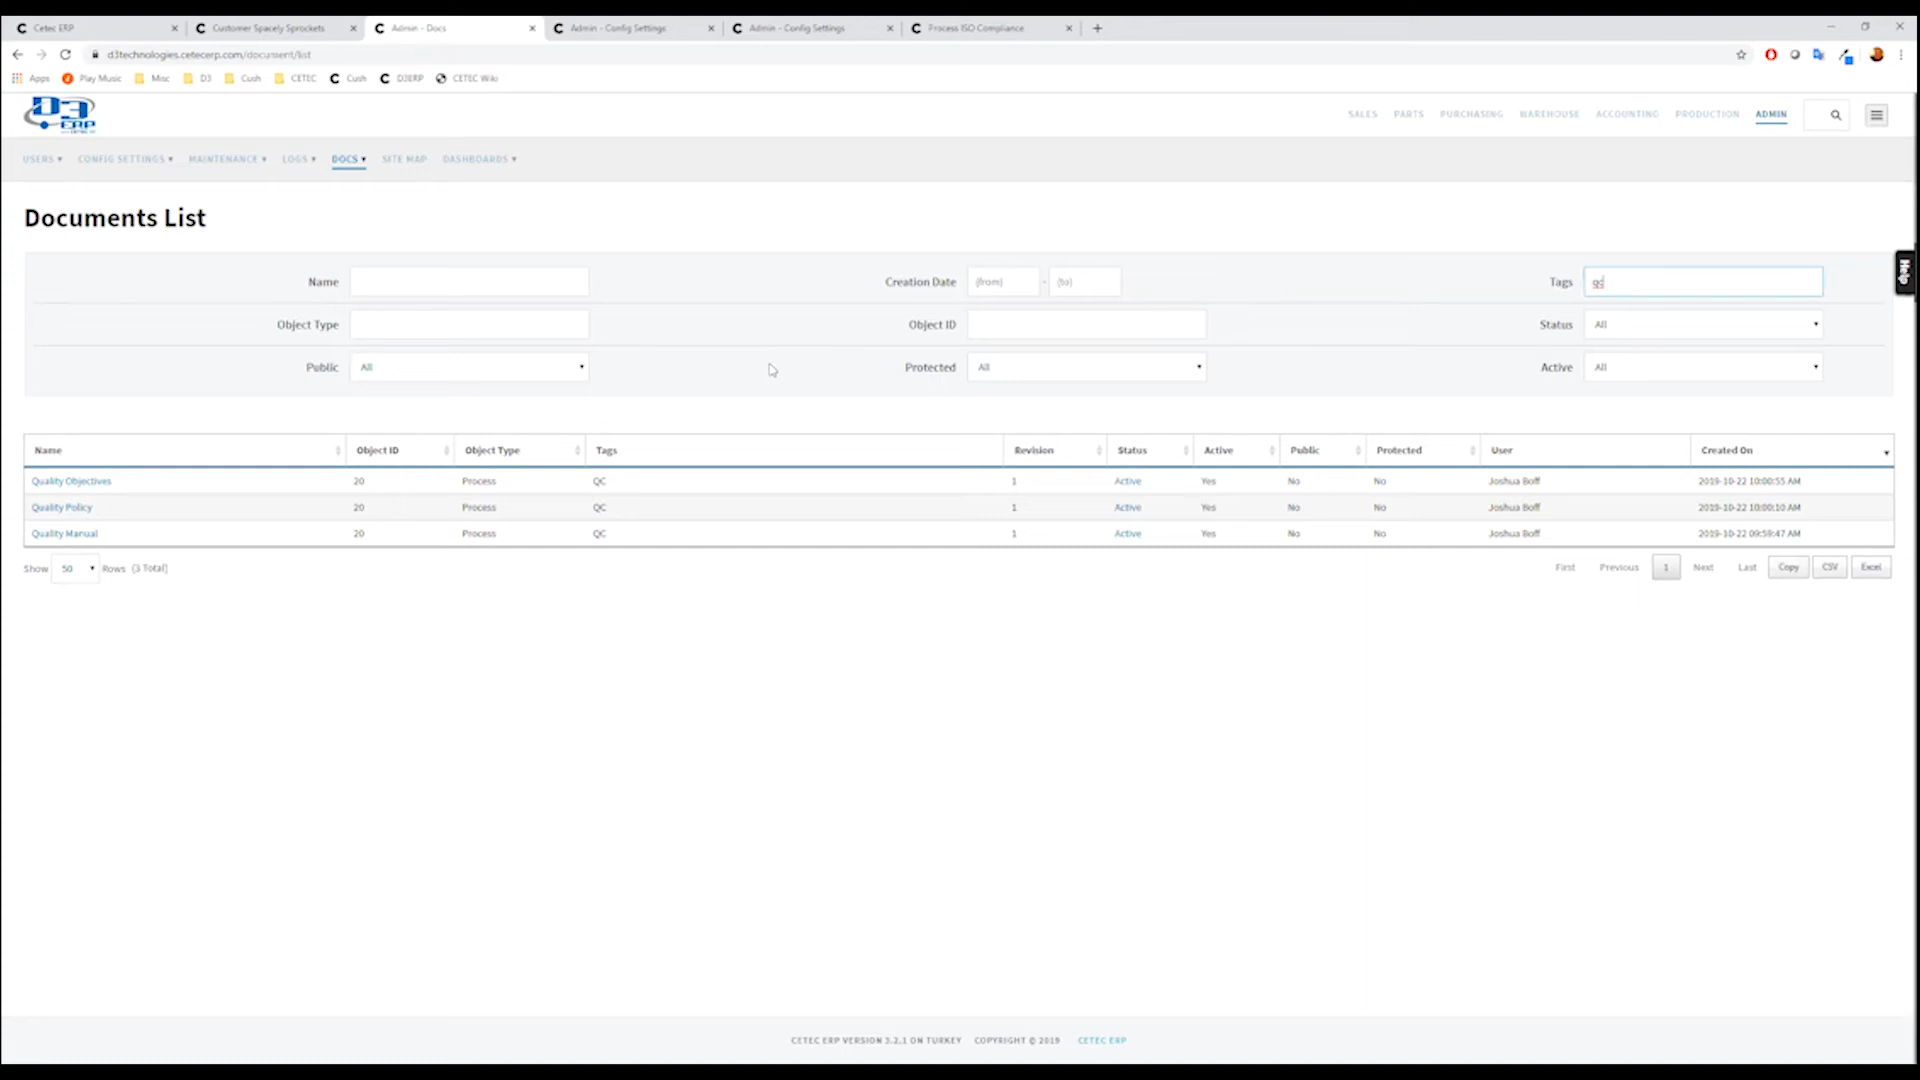 Cetec ERP
Customer Spacely Sprockets
Admin - Docs
Admin - Config Settings
Admin - Config Settings
Process ISO Compliance
d3technologies.cetecerp.com/document/list
Apps Play Music Misc D3 Cush CETEC Cush D3ERP CETEC Wiki
D3 ERP
SALES PARTS PURCHASING WAREHOUSE ACCOUNTING PRODUCTION ADMIN
USERS CONFIG SETTINGS MAINTENANCE LOGS DOCS SITE MAP DASHBOARDS
Documents List
Help
Name Creation Date (from) - (to) Tags qc
Object Type Object ID Status All
Public All Protected All Active All
Name Object ID Object Type Tags Revision Status Active Public Protected User Created On
Quality Objectives 20 Process QC 1 Active Yes No No Joshua Boff 2019-10-22 10:00:55 AM
Quality Policy 20 Process QC 1 Active Yes No No Joshua Boff 2019-10-22 10:00:10 AM
Quality Manual 20 Process QC 1 Active Yes No No Joshua Boff 2019-10-22 09:59:47 AM
Show 50 Rows (3 Total) First Previous 1 Next Last Copy CSV Excel
CETEC ERP VERSION 3.2.1 ON TURKEY COPYRIGHT © 2019 CETEC ERP